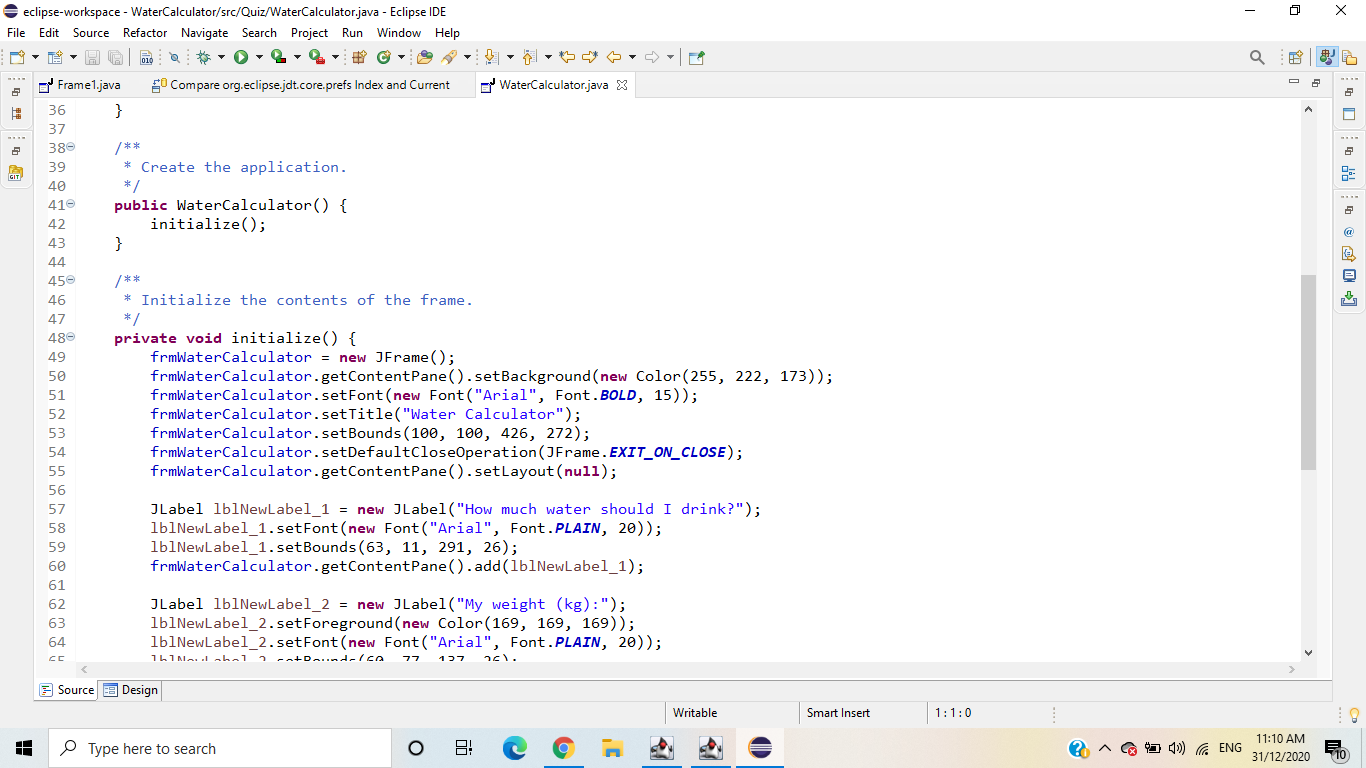 eclipse-workspace - WaterCalculator/src/Quiz/WaterCalculator.java - Eclipse IDE
File Edit Source Refactor Navigate Search Project Run Window Help
Frame1.java Compare org.eclipse.jdt.core.prefs Index and Current WaterCalculator.java
36 }
37
38 /**
39 * Create the application.
40 */
41 public WaterCalculator() {
42 initialize();
43 }
44
45 /**
46 * Initialize the contents of the frame.
47 */
48 private void initialize() {
49 frmWaterCalculator = new JFrame();
50 frmWaterCalculator.getContentPane().setBackground(new Color(255, 222, 173));
51 frmWaterCalculator.setFont(new Font("Arial", Font.BOLD, 15));
52 frmWaterCalculator.setTitle("Water Calculator");
53 frmWaterCalculator.setBounds(100, 100, 426, 272);
54 frmWaterCalculator.setDefaultCloseOperation(JFrame.EXIT_ON_CLOSE);
55 frmWaterCalculator.getContentPane().setLayout(null);
56
57 JLabel lblNewLabel_1 = new JLabel("How much water should I drink?");
58 lblNewLabel_1.setFont(new Font("Arial", Font.PLAIN, 20));
59 lblNewLabel_1.setBounds(63, 11, 291, 26);
60 frmWaterCalculator.getContentPane().add(lblNewLabel_1);
61
62 JLabel lblNewLabel_2 = new JLabel("My weight (kg):");
63 lblNewLabel_2.setForeground(new Color(169, 169, 169));
64 lblNewLabel_2.setFont(new Font("Arial", Font.PLAIN, 20));
65 lblNewLabel_2.setBounds(60, 77, 137, 26);
Source Design
Writable Smart Insert 1 : 1 : 0
Type here to search ENG 11:10 AM
31/12/2020 10